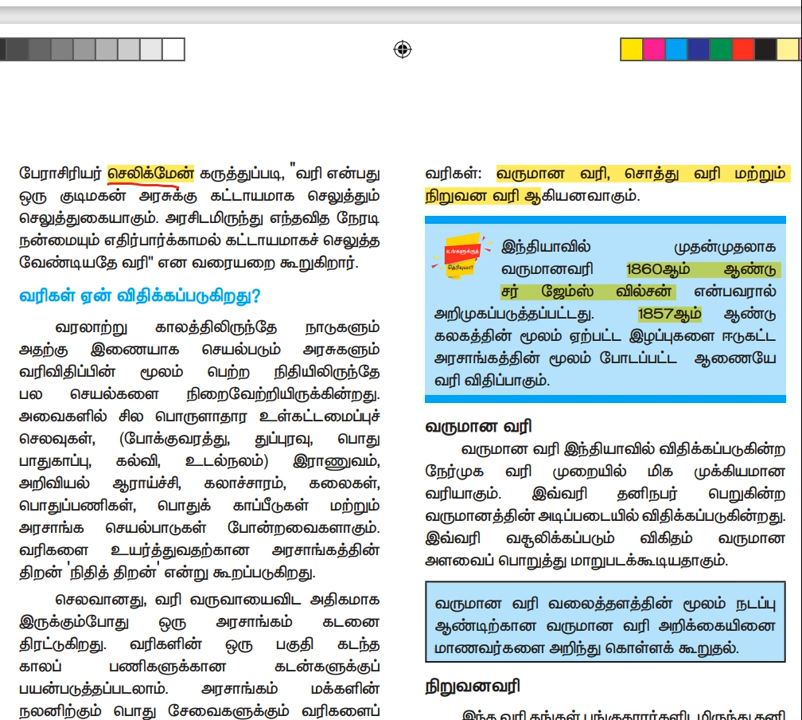 பேராசிரியர் செலிக்மேன் கருத்துப்படி, "வரி என்பது
ஒரு குடிமகன் அரசுக்கு கட்டாயமாக செலுத்தும்
செலுத்துகையாகும். அரசிடமிருந்து எந்தவித நேரடி
நன்மையும் எதிர்பார்க்காமல் கட்டாயமாகச் செலுத்த
வேண்டியதே வரி" என வரையறை கூறுகிறார்.
வரிகள் ஏன் விதிக்கப்படுகிறது?
வரலாற்று காலத்திலிருந்தே நாடுகளும்
அதற்கு இணையாக செயல்படும் அரசுகளும்
வரிவிதிப்பின் மூலம் பெற்ற நிதியிலிருந்தே
பல செயல்களை நிறைவேற்றியிருக்கின்றது.
அவைகளில் சில பொருளாதார உள்கட்டமைப்புச்
செலவுகள், (போக்குவரத்து, துப்புரவு, பொது
பாதுகாப்பு, கல்வி, உடல்நலம்) இராணுவம்,
அறிவியல் ஆராய்ச்சி, கலாச்சாரம், கலைகள்,
பொதுப்பணிகள், பொதுக் காப்பீடுகள் மற்றும்
அரசாங்க செயல்பாடுகள் போன்றவைகளாகும்.
வரிகளை உயர்த்துவதற்கான அரசாங்கத்தின்
திறன் 'நிதித் திறன்' என்று கூறப்படுகிறது.
செலவானது, வரி வருவாயைவிட அதிகமாக
இருக்கும்போது ஒரு அரசாங்கம் கடனை
திரட்டுகிறது. வரிகளின் ஒரு பகுதி கடந்த
காலப் பணிகளுக்கான கடன்களுக்குப்
பயன்படுத்தப்படலாம். அரசாங்கம் மக்களின்
நலனிற்கும் பொது சேவைகளுக்கும் வரிகளைப்
வரிகள்: வருமான வரி, சொத்து வரி மற்றும்
நிறுவன வரி ஆகியனவாகும்.
உங்களுக்குத்
தெரியுமா?
இந்தியாவில் முதன்முதலாக
வருமானவரி 1860ஆம் ஆண்டு
சர் ஜேம்ஸ் வில்சன் என்பவரால்
அறிமுகப்படுத்தப்பட்டது. 1857ஆம் ஆண்டு
கலகத்தின் மூலம் ஏற்பட்ட இழப்புகளை ஈடுகட்ட
அரசாங்கத்தின் மூலம் போடப்பட்ட ஆணையே
வரி விதிப்பாகும்.
வருமான வரி
வருமான வரி இந்தியாவில் விதிக்கப்படுகின்ற
நேர்முக வரி முறையில் மிக முக்கியமான
வரியாகும். இவ்வரி தனிநபர் பெறுகின்ற
வருமானத்தின் அடிப்படையில் விதிக்கப்படுகின்றது.
இவ்வரி வசூலிக்கப்படும் விகிதம் வருமான
அளவைப் பொறுத்து மாறுபடக்கூடியதாகும்.
வருமான வரி வலைத்தளத்தின் மூலம் நடப்பு
ஆண்டிற்கான வருமான வரி அறிக்கையினை
மாணவர்களை அறிந்து கொள்ளக் கூறுதல்.
நிறுவனவரி
இந்த வரி தங்கள் பங்குதாரர்களிடமிருந்து தனி